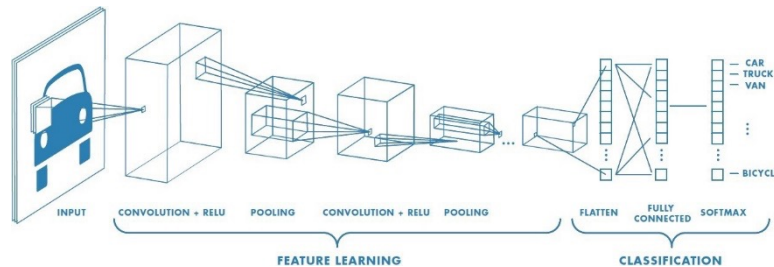 CAR
TRUCK
VAN
BICYCL
INPUT
CONVOLUTION + RELU
POOLING
CONVOLUTION + RELU
POOLING
FLATTEN
FULLY
CONNECTED
SOFTMAX
FEATURE LEARNING
CLASSIFICATION